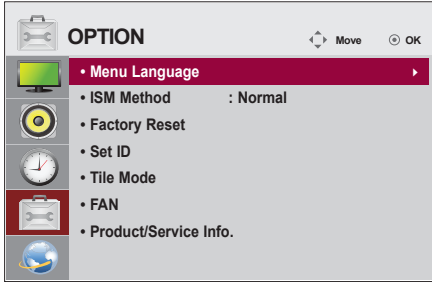 OPTION Move OK
• Menu Language
• ISM Method : Normal
• Factory Reset
• Set ID
• Tile Mode
• FAN
• Product/Service Info.